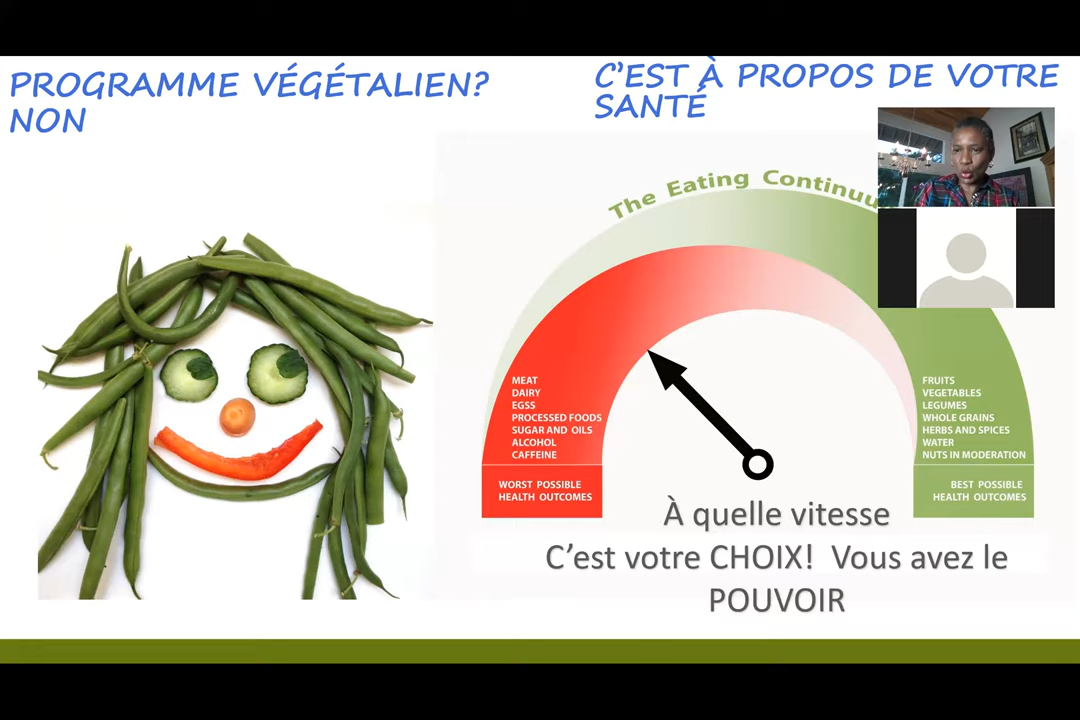 PROGRAMME VÉGÉTALIEN?
NON
C'EST À PROPOS DE VOTRE
SANTÉ
The Eating
MEAT
DAIRY
EGSS
PROCESSED FOODS
SUGAR AND OILS
ALCOHOL
CAFFEINE
WORST POSSIBLE
HEALTH OUTCOMES
FRUITS
VEGETABLES
LEGUMES
WHOLE GRAINS
HERBS AND SPICES
WATER
NUTS IN MODERATION
BEST POSSIBLE
HEALTH OUTCOMES
À quelle vitesse
C’est votre CHOIX! Vous avez le
POUVOIR